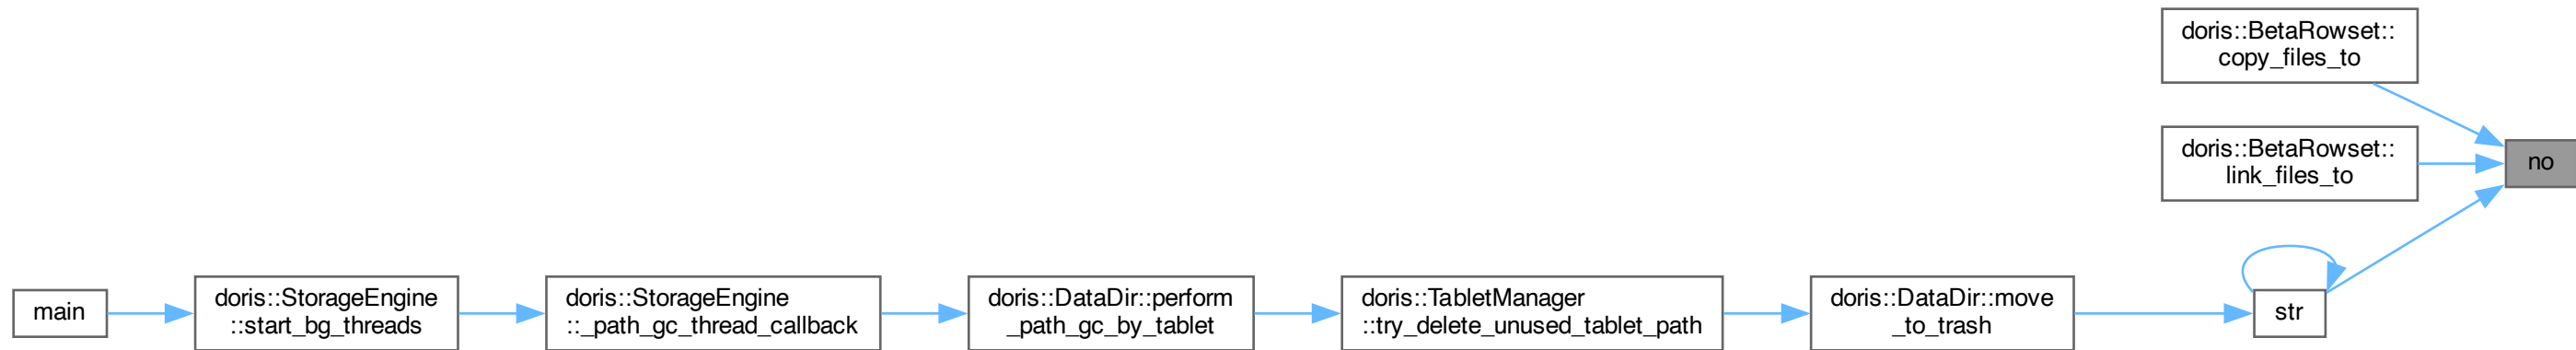 doris::BetaRowset::
copy_files_to
doris::BetaRowset::
link_files_to
no
main
doris::StorageEngine
::start_bg_threads
doris::StorageEngine
::_path_gc_thread_callback
doris::DataDir::perform
_path_gc_by_tablet
doris::TabletManager
::try_delete_unused_tablet_path
doris::DataDir::move
_to_trash
str